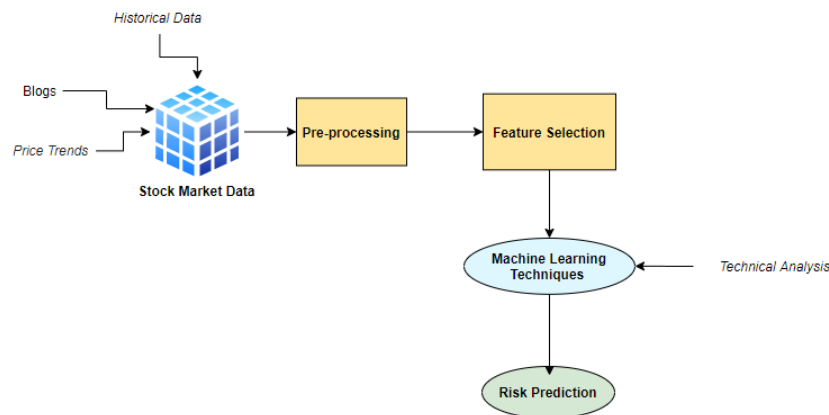 Historical Data
Blogs
Price Trends
Stock Market Data
Pre-processing
Feature Selection
Machine Learning
Techniques
Technical Analysis
Risk Prediction